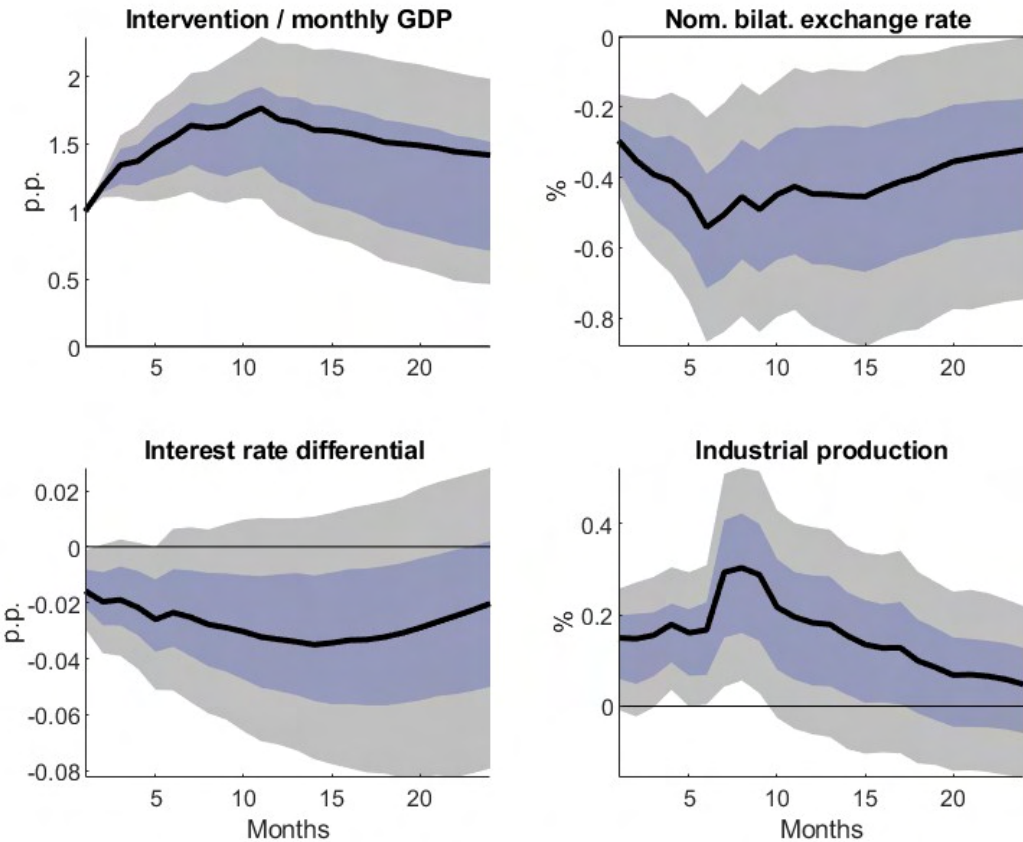 Intervention / monthly GDP
p.p.
2
1.5
1
0.5
0
5 10 15 20
Nom. bilat. exchange rate
%
0
-0.2
-0.4
-0.6
-0.8
5 10 15 20
Interest rate differential
p.p.
0.02
0
-0.02
-0.04
-0.06
-0.08
5 10 15 20
Months
Industrial production
%
0.4
0.2
0
5 10 15 20
Months